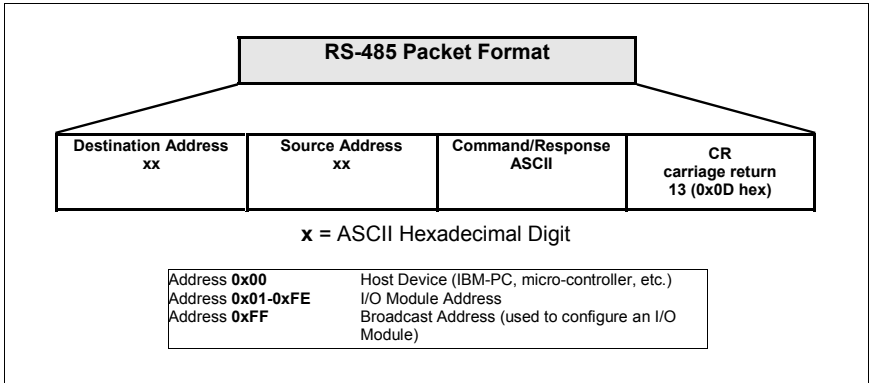 RS-485 Packet Format
Destination Address
xx
Source Address
xx
Command/Response
ASCII
CR
carriage return
13 (0x0D hex)
x = ASCII Hexadecimal Digit
Address 0x00 Host Device (IBM-PC, micro-controller, etc.)
Address 0x01-0xFE I/O Module Address
Address 0xFF Broadcast Address (used to configure an I/O
Module)